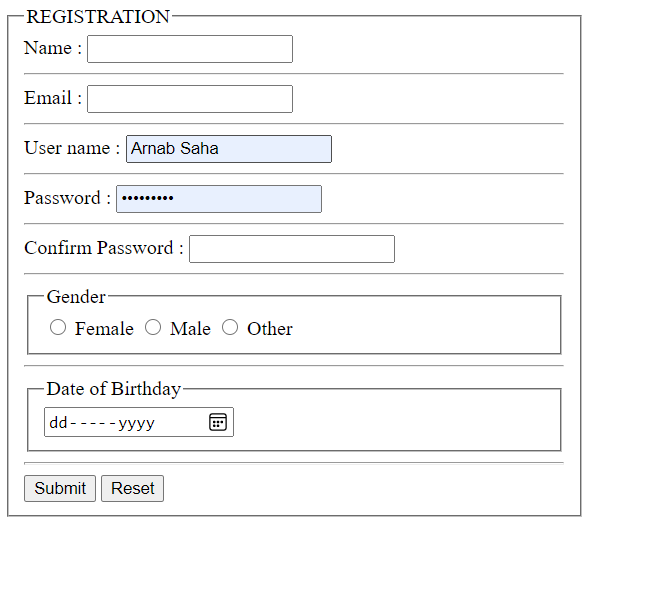 REGISTRATION
Name :
Email :
User name : Arnab Saha
Password : •••••••••
Confirm Password :
Gender
Female Male Other
Date of Birthday
dd-----yyyy
Submit Reset